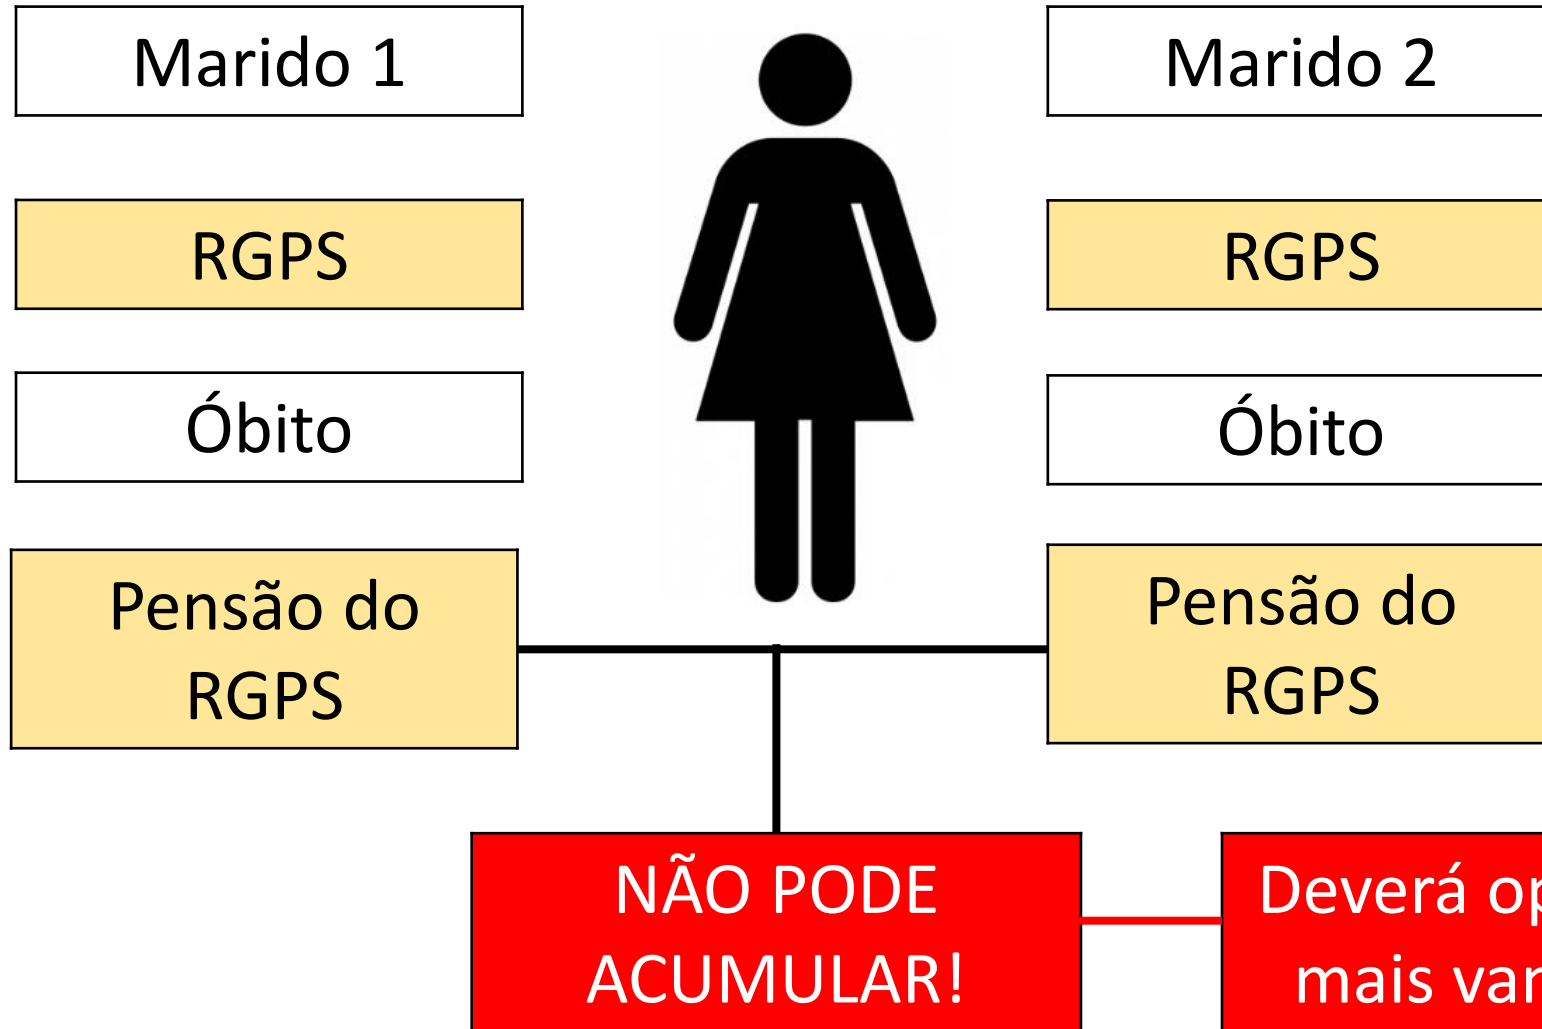 Marido 1
Marido 2
RGPS
RGPS
Óbito
Óbito
Pensão do
RGPS
Pensão do
RGPS
NÃO PODE
ACUMULAR!
Deverá
mais